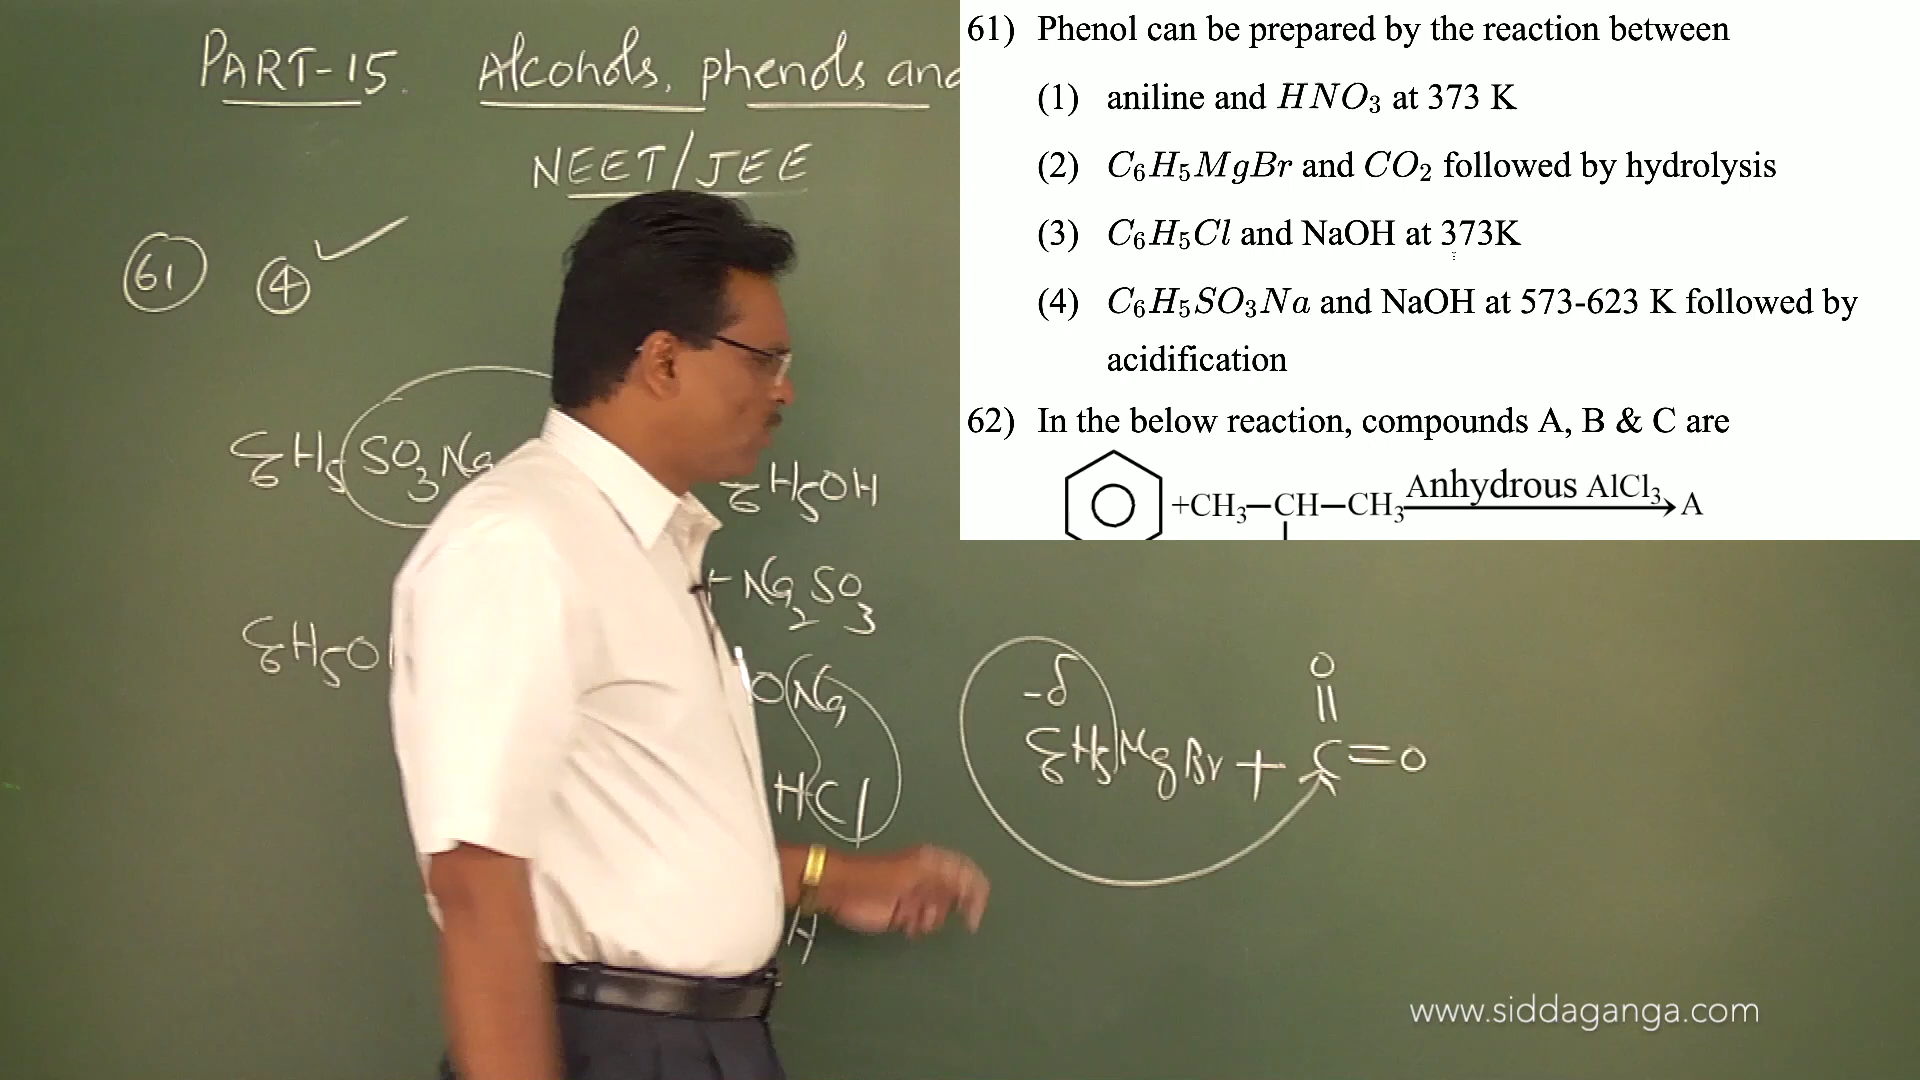 PART-15. Alcohols, phenols and
NEET/JEE
61 4
C6H5SO3Na C6H5OH
+Na2SO3
C6H5O ONa
HCl
H
-δ
C6H5MgBr + C=O
O
61) Phenol can be prepared by the reaction between
(1) aniline and HNO₃ at 373 K
(2) C₆H₅MgBr and CO₂ followed by hydrolysis
(3) C₆H₅Cl and NaOH at 373K
(4) C₆H₅SO₃Na and NaOH at 573-623 K followed by
acidification
62) In the below reaction, compounds A, B & C are
+CH₃—CH—CH₃ Anhydrous AlCl₃ → A
www.siddaganga.com